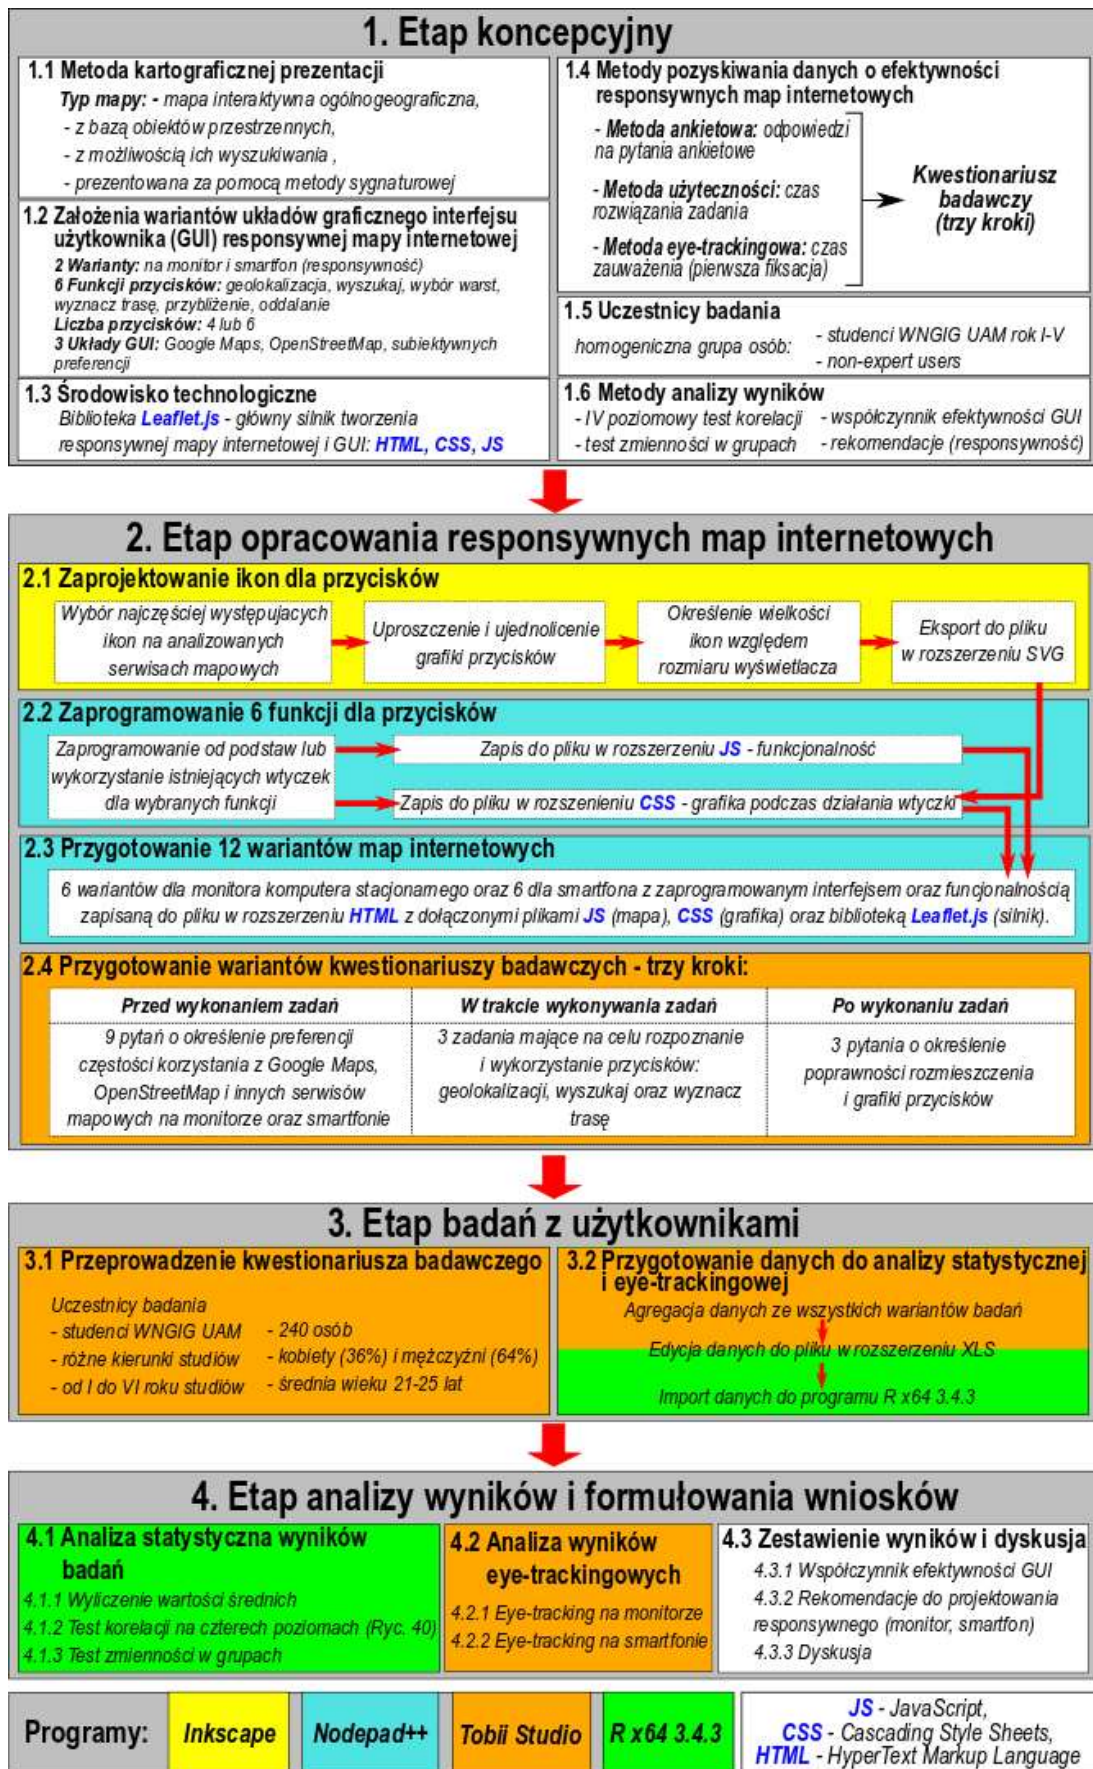 1. Etap koncepcyjny
1.1 Metoda kartograficznej prezentacji
Typ mapy: - mapa interaktywna ogólnogeograficzna,
- z bazą obiektów przestrzennych,
- z możliwością ich wyszukiwania ,
- prezentowana za pomocą metody sygnaturowej
1.2 Założenia wariantów układów graficznego interfejsu
użytkownika (GUI) responsywnej mapy internetowej
2 Warianty: na monitor i smartfon (responsywność)
6 Funkcji przycisków: geolokalizacja, wyszukaj, wybór warst,
wyznacz trasę, przybliżenie, oddalanie
Liczba przycisków: 4 lub 6
3 Układy GUI: Google Maps, OpenStreetMap, subiektywnych
preferencji
1.3 Środowisko technologiczne
Biblioteka Leaflet.js - główny silnik tworzenia
responsywnej mapy internetowej i GUI: HTML, CSS, JS
1.4 Metody pozyskiwania danych o efektywności
responsywnych map internetowych
- Metoda ankietowa: odpowiedzi
na pytania ankietowe
- Metoda użyteczności: czas
rozwiązania zadania
- Metoda eye-trackingowa: czas
zauważenia (pierwsza fiksacja)
Kwestionariusz
badawczy
(trzy kroki)
1.5 Uczestnicy badania
homogeniczna grupa osób:
- studenci WNGIG UAM rok I-V
- non-expert users
1.6 Metody analizy wyników
- IV poziomowy test korelacji
- test zmienności w grupach
- współczynnik efektywności GUI
- rekomendacje (responsywność)
2. Etap opracowania responsywnych map internetowych
2.1 Zaprojektowanie ikon dla przycisków
Wybór najczęściej występujacych
ikon na analizowanych
serwisach mapowych
Uproszczenie i ujednolicenie
grafiki przycisków
Określenie wielkości
ikon względem
rozmiaru wyświetlacza
Eksport do pliku
w rozszerzeniu SVG
2.2 Zaprogramowanie 6 funkcji dla przycisków
Zaprogramowanie od podstaw lub
wykorzystanie istniejących wtyczek
dla wybranych funkcji
Zapis do pliku w rozszerzeniu JS - funkcjonalność
Zapis do pliku w rozszenieniu CSS - grafika podczas działania wtyczki
2.3 Przygotowanie 12 wariantów map internetowych
6 wariantów dla monitora komputera stacjonarnego oraz 6 dla smartfona z zaprogramowanym interfejsem oraz funcjonalnością
zapisaną do pliku w rozszerzeniu HTML z dołączonymi plikami JS (mapa), CSS (grafika) oraz biblioteką Leaflet.js (silnik).
2.4 Przygotowanie wariantów kwestionariuszy badawczych - trzy kroki:
Przed wykonaniem zadań
9 pytań o określenie preferencji
częstości korzystania z Google Maps,
OpenStreetMap i innych serwisów
mapowych na monitorze oraz smartfonie
W trakcie wykonywania zadań
3 zadania mające na celu rozpoznanie
i wykorzystanie przycisków:
geolokalizacji, wyszukaj oraz wyznacz
trasę
Po wykonaniu zadań
3 pytania o określenie
poprawności rozmieszczenia
i grafiki przycisków
3. Etap badań z użytkownikami
3.1 Przeprowadzenie kwestionariusza badawczego
Uczestnicy badania
- studenci WNGIG UAM
- różne kierunki studiów
- od I do VI roku studiów
- 240 osób
- kobiety (36%) i mężczyźni (64%)
- średnia wieku 21-25 lat
3.2 Przygotowanie danych do analizy statystycznej
i eye-trackingowej
Agregacja danych ze wszystkich wariantów badań
Edycja danych do pliku w rozszerzeniu XLS
Import danych do programu R x64 3.4.3
4. Etap analizy wyników i formułowania wniosków
4.1 Analiza statystyczna wyników
badań
4.1.1 Wyliczenie wartości średnich
4.1.2 Test korelacji na czterech poziomach (Ryc. 40)
4.1.3 Test zmienności w grupach
4.2 Analiza wyników
eye-trackingowych
4.2.1 Eye-tracking na monitorze
4.2.2 Eye-tracking na smartfonie
4.3 Zestawienie wyników i dyskusja
4.3.1 Współczynnik efektywności GUI
4.3.2 Rekomendacje do projektowania
responsywnego (monitor, smartfon)
4.3.3 Dyskusja
Programy:
Inkscape
Nodepad++
Tobii Studio
R x64 3.4.3
JS - JavaScript,
CSS - Cascading Style Sheets,
HTML - HyperText Markup Language